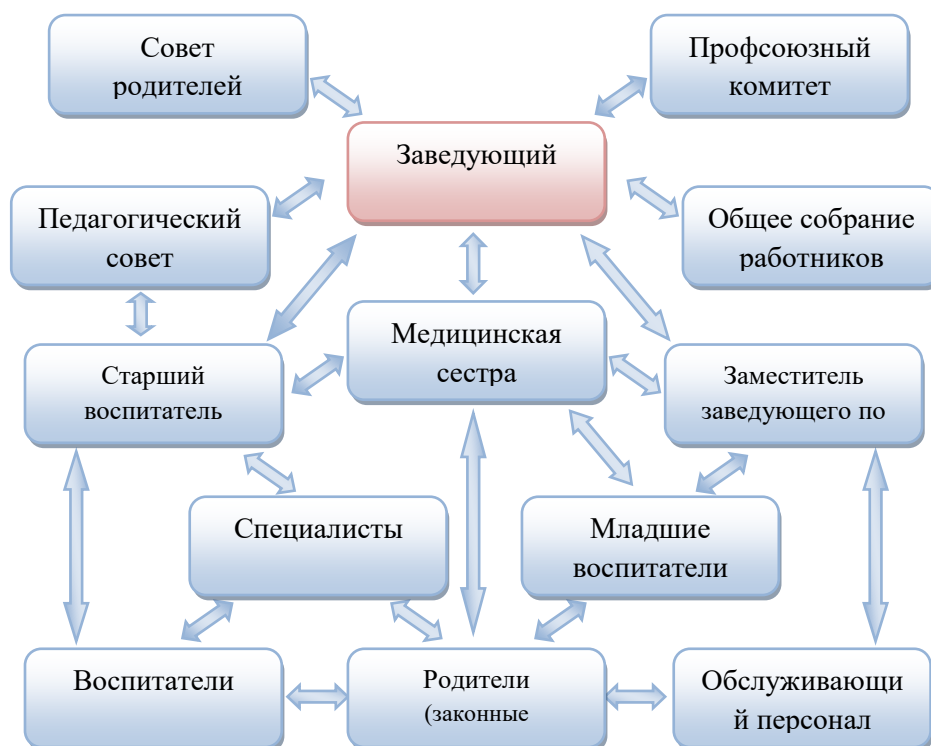 Совет
родителей
Профсоюзный
комитет
Заведующий
Педагогический
совет
Общее собрание
работников
Медицинская
сестра
Старший
воспитатель
Заместитель
заведующего по
Специалисты
Младшие
воспитатели
Воспитатели
Родители
(законные
Обслуживающи
й персонал